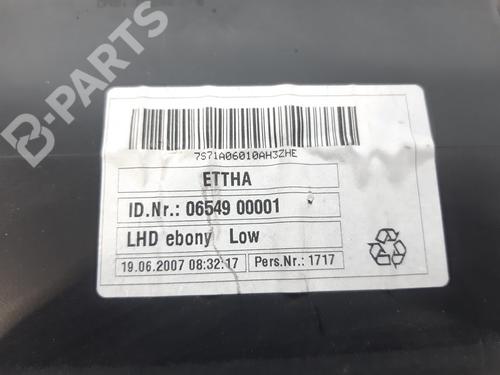 B-PARTS
7S71A06010AH3ZHE
ETTHA
ID.Nr.: 06549 00001
LHD ebony Low
19.06.2007 08:32:17 Pers.Nr.: 1717